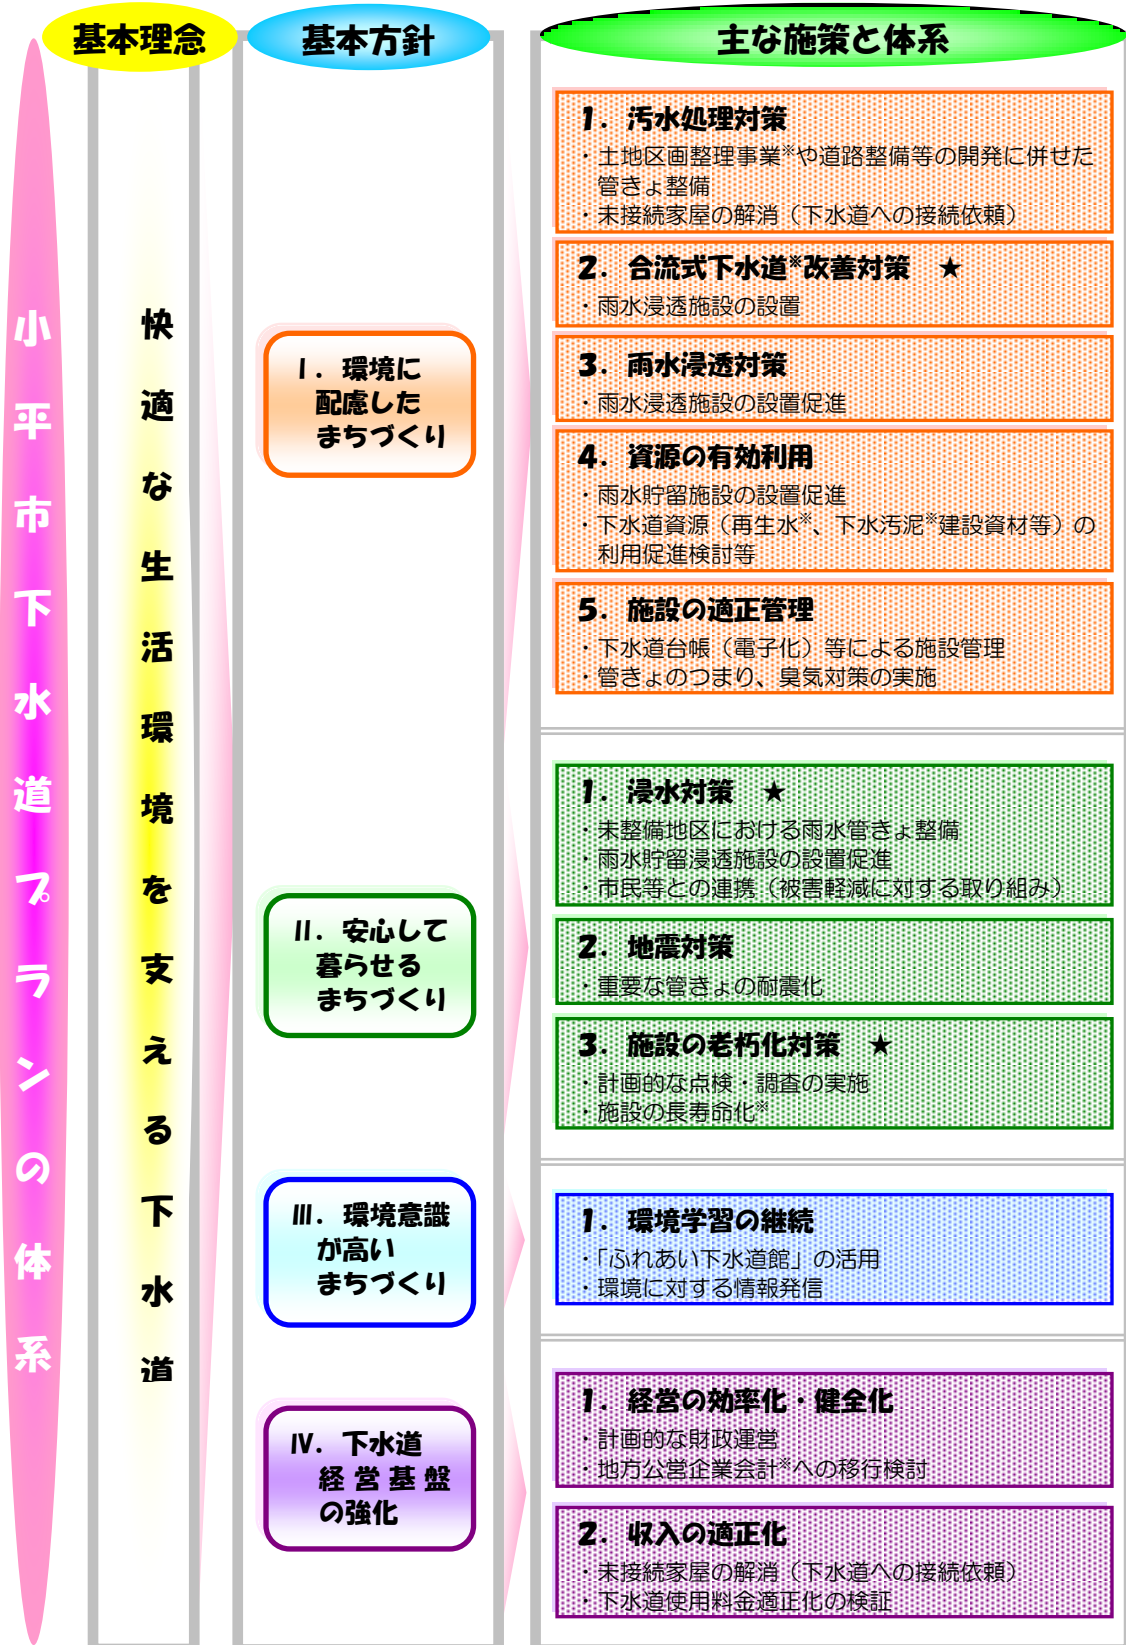 基本理念
基本方針
主な施策と体系
小平市下水道プランの体系
快適な生活環境を支える下水道
Ⅰ．環境に
配慮した
まちづくり
1．汚水処理対策
・土地区画整理事業※や道路整備等の開発に併せた
管きょ整備
・未接続家屋の解消（下水道への接続依頼）
2．合流式下水道※改善対策　★
・雨水浸透施設の設置
3．雨水浸透対策
・雨水浸透施設の設置促進
4．資源の有効利用
・雨水貯留施設の設置促進
・下水道資源（再生水※、下水汚泥※建設資材等）の
利用促進検討等
5．施設の適正管理
・下水道台帳（電子化）等による施設管理
・管きょのつまり、臭気対策の実施
Ⅱ．安心して
暮らせる
まちづくり
1．浸水対策　★
・未整備地区における雨水管きょ整備
・雨水貯留浸透施設の設置促進
・市民等との連携（被害軽減に対する取り組み）
2．地震対策
・重要な管きょの耐震化
3．施設の老朽化対策　★
・計画的な点検・調査の実施
・施設の長寿命化※
Ⅲ．環境意識
が高い
まちづくり
1．環境学習の継続
・「ふれあい下水道館」の活用
・環境に対する情報発信
Ⅳ．下水道
経営基盤
の強化
1．経営の効率化・健全化
・計画的な財政運営
・地方公営企業会計※への移行検討
2．収入の適正化
・未接続家屋の解消（下水道への接続依頼）
・下水道使用料金適正化の検証